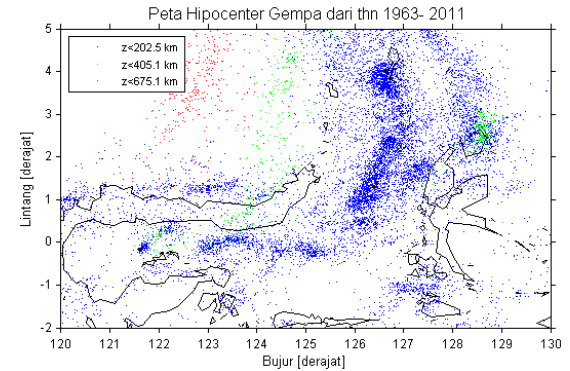 Peta Hipocenter Gempa dari thn 1963- 2011
z<202.5 km
z<405.1 km
z<675.1 km
Lintang [derajat]
5
4
3
2
1
0
-1
-2
120 121 122 123 124 125 126 127 128 129 130
Bujur [derajat]